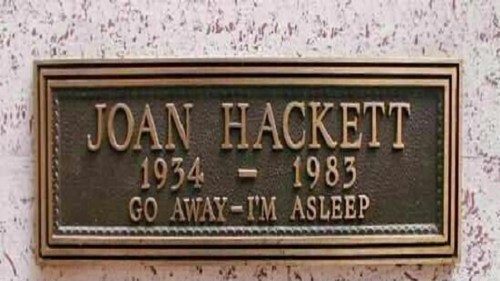 JOAN HACKETT
1934 - 1983
GO AWAY-I'M ASLEEP